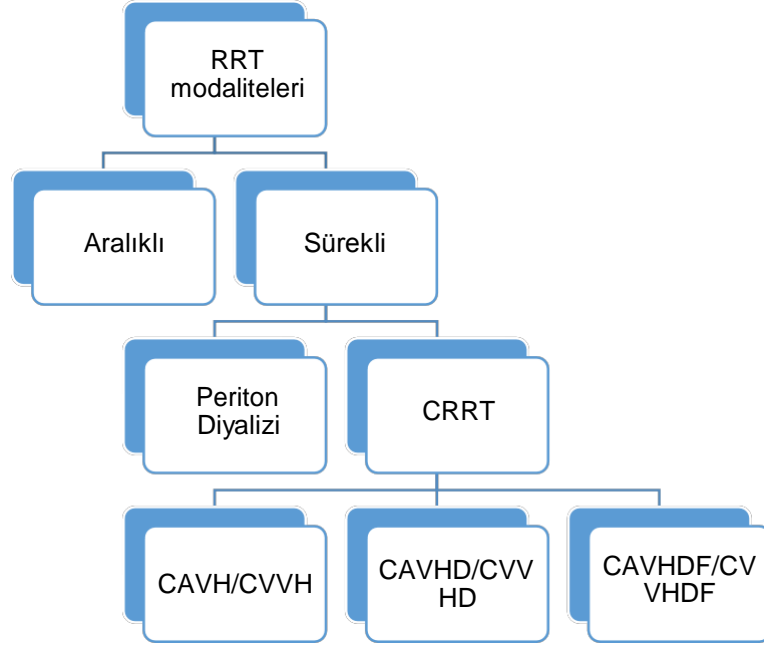 RRT
modaliteleri
Aralıklı
Sürekli
Periton
Diyalizi
CRRT
CAVH/CVVH
CAVHD/CVV
HD
CAVHDF/CV
VHDF